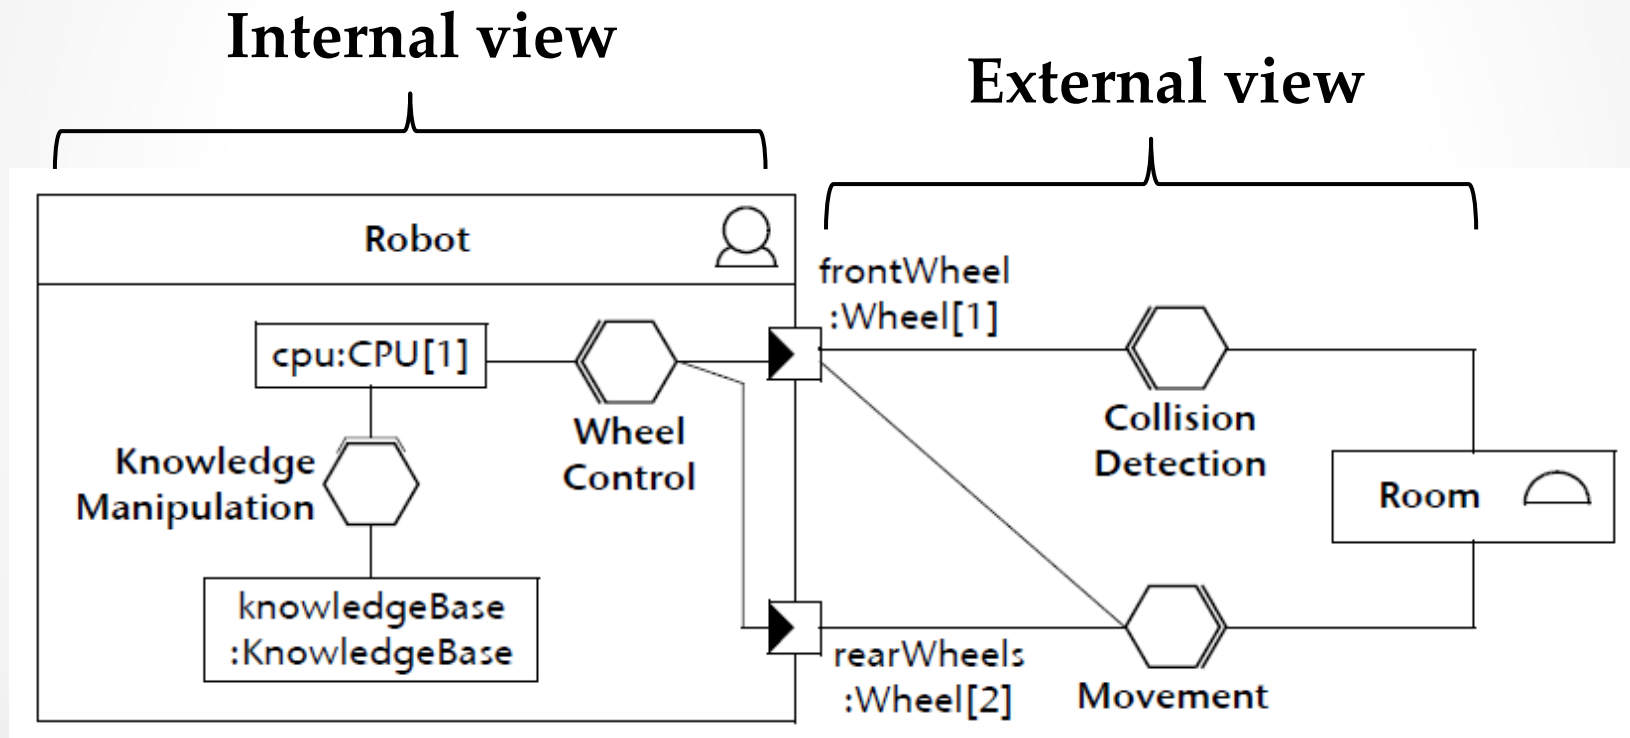 Internal view
External view
Robot
frontWheel
:Wheel[1]
cpu:CPU[1]
Wheel
Control
Collision
Detection
Knowledge
Manipulation
Room
knowledgeBase
:KnowledgeBase
rearWheels
:Wheel[2]
Movement